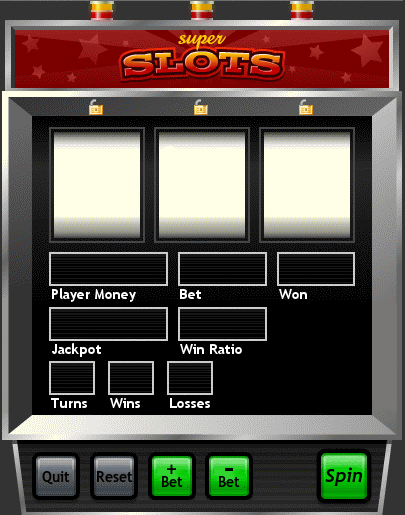 super
SLOTS
Player Money
Bet
Won
Jackpot
Win Ratio
Turns
Wins
Losses
Quit
Reset
+
Bet
-
Bet
Spin